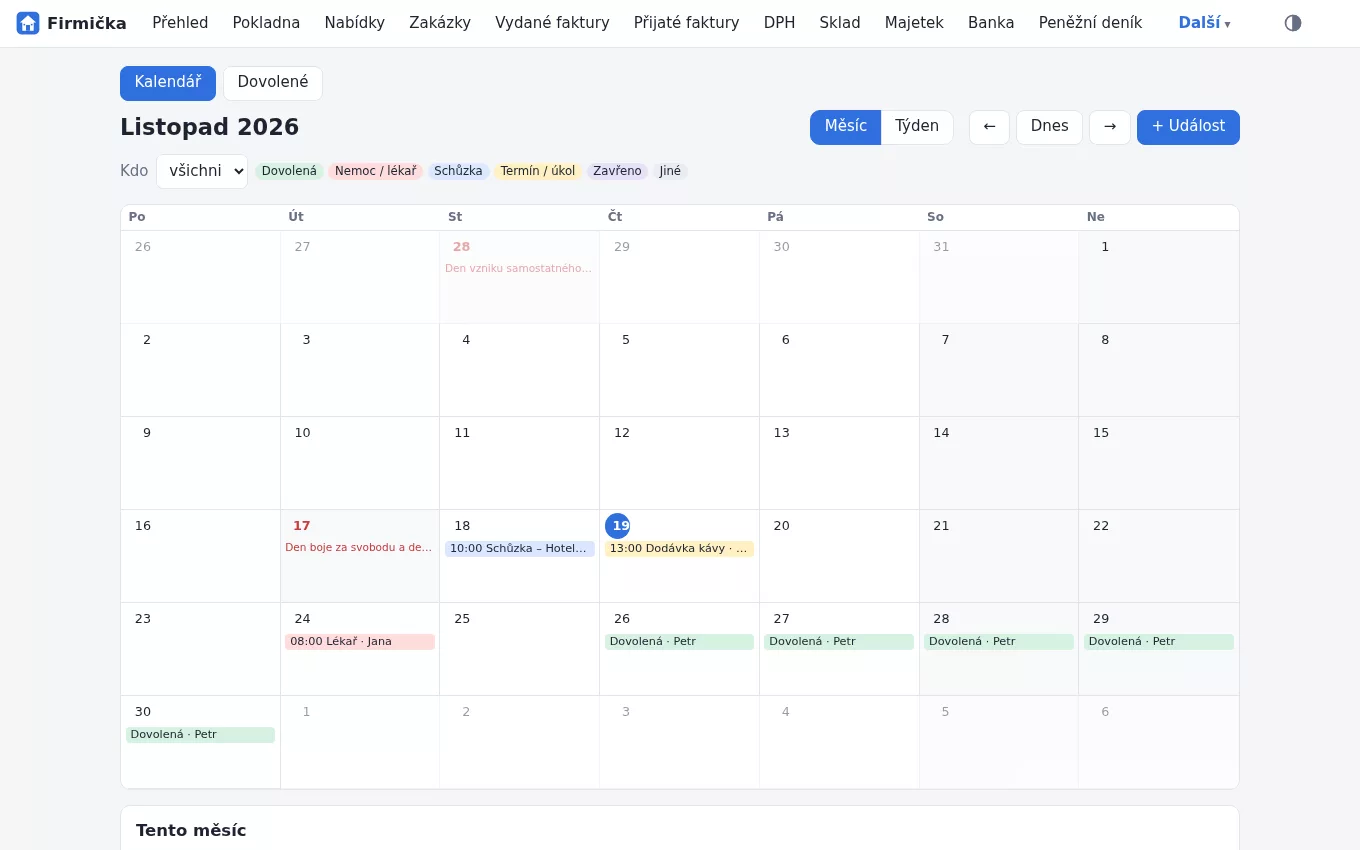 Firmička Přehled Pokladna Nabídky Zakázky Vydané faktury Přijaté faktury DPH Sklad Majetek Banka Peněžní deník Další ▾
Kalendář Dovolené
Listopad 2026 Měsíc Týden ← Dnes → + Událost
Kdo všichni Dovolená Nemoc / lékař Schůzka Termín / úkol Zavřeno Jiné
Po Út St Čt Pá So Ne
26 27 28 29 30 31 1
Den vzniku samostatného…
2 3 4 5 6 7 8
9 10 11 12 13 14 15
16 17 18 19 20 21 22
Den boje za svobodu a de… 10:00 Schůzka – Hotel… 13:00 Dodávka kávy · …
23 24 25 26 27 28 29
08:00 Lékař · Jana Dovolená · Petr Dovolená · Petr Dovolená · Petr Dovolená · Petr
30 1 2 3 4 5 6
Dovolená · Petr
Tento měsíc